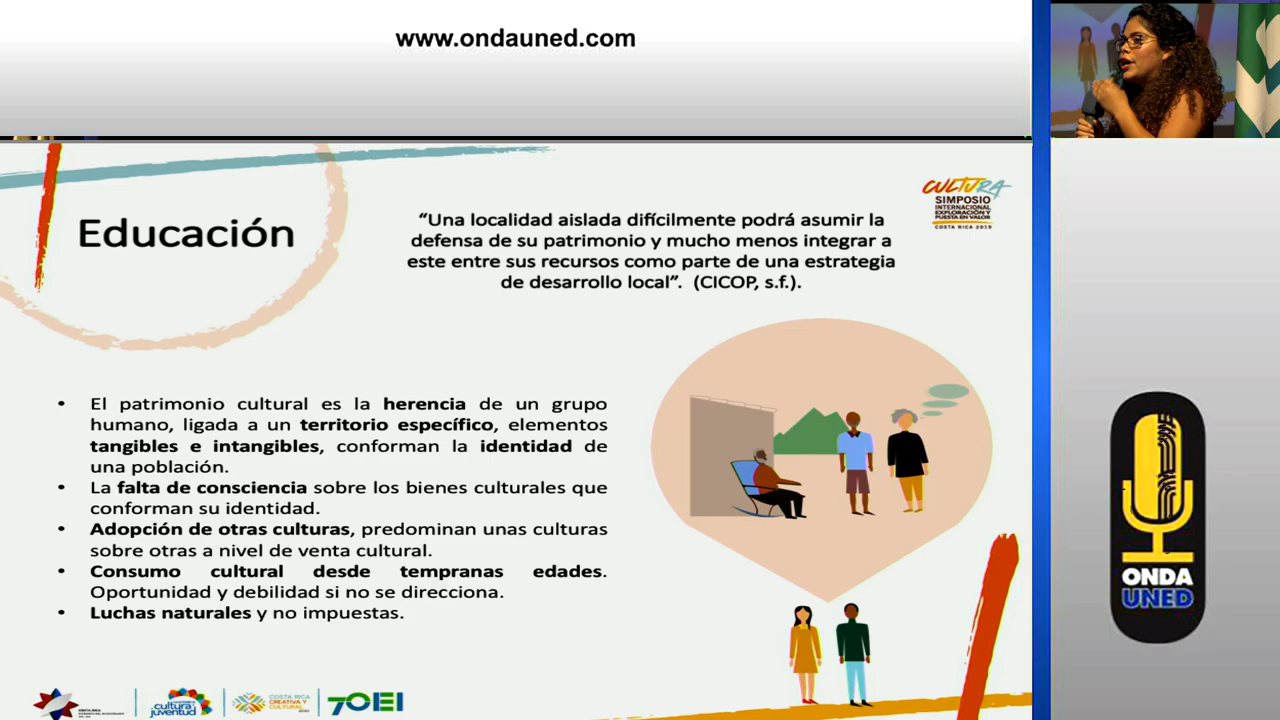 www.ondauned.com
CULTURA
SIMPOSIO
INTERNACIONAL
EXPLORACIÓN Y
PUESTA EN VALOR
COSTA RICA 2019
Educación
“Una localidad aislada difícilmente podrá asumir la
defensa de su patrimonio y mucho menos integrar a
este entre sus recursos como parte de una estrategia
de desarrollo local”. (CICOP, s.f.).
• El patrimonio cultural es la herencia de un grupo
humano, ligada a un territorio específico, elementos
tangibles e intangibles, conforman la identidad de
una población.
• La falta de consciencia sobre los bienes culturales que
conforman su identidad.
• Adopción de otras culturas, predominan unas culturas
sobre otras a nivel de venta cultural.
• Consumo cultural desde tempranas edades.
Oportunidad y debilidad si no se direcciona.
• Luchas naturales y no impuestas.
COSTA RICA
cultura
juventud
COSTA RICA
CREATIVA Y
CULTURAL
70EI
ONDA
UNED